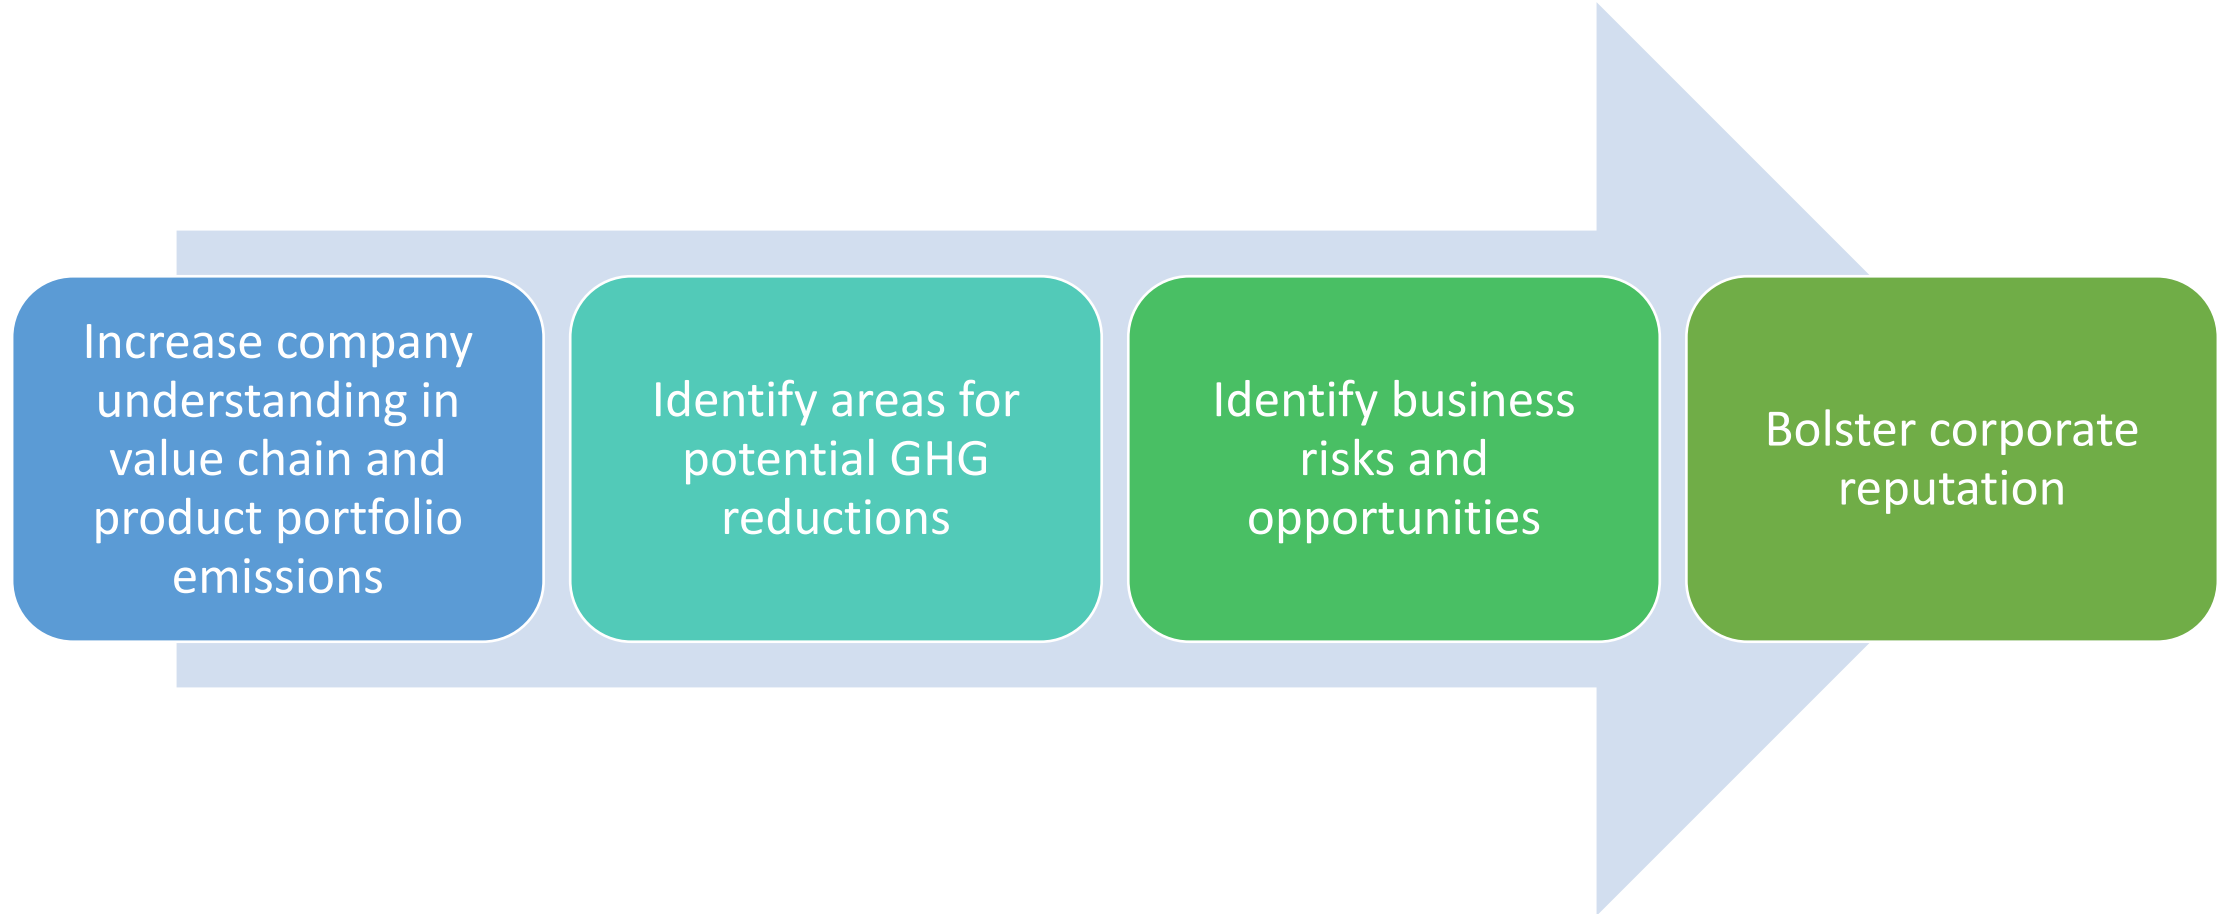 Increase company
understanding in
value chain and
product portfolio
emissions
Identify areas for
potential GHG
reductions
Identify business
risks and
opportunities
Bolster corporate
reputation